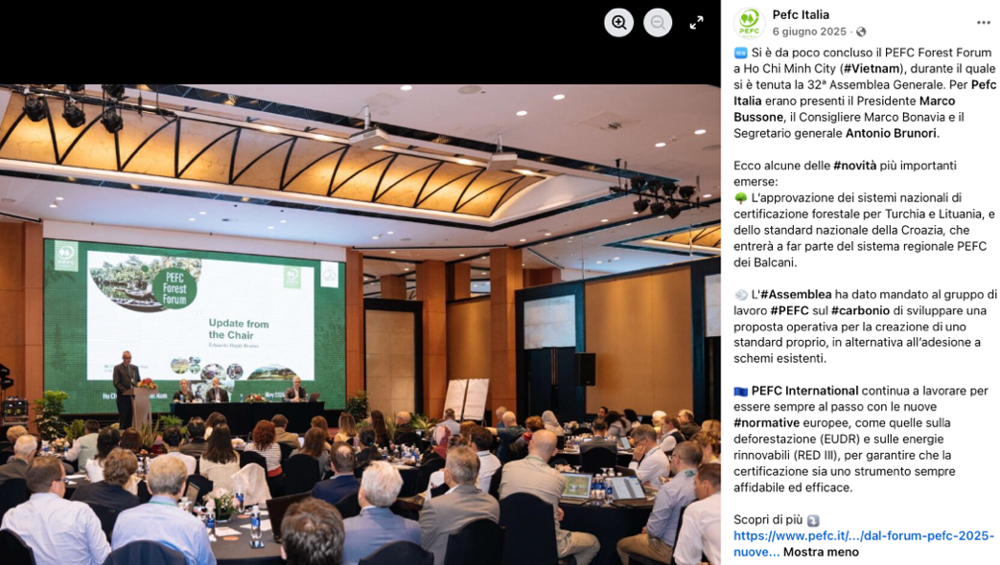 Pefc Italia
6 giugno 2025 ·
Si è da poco concluso il PEFC Forest Forum
a Ho Chi Minh City (#Vietnam), durante il quale
si è tenuta la 32ª Assemblea Generale. Per Pefc
Italia erano presenti il Presidente Marco
Bussone, il Consigliere Marco Bonavia e il
Segretario generale Antonio Brunori.
Ecco alcune delle #novità più importanti
emerse:
L'approvazione dei sistemi nazionali di
certificazione forestale per Turchia e Lituania, e
dello standard nazionale della Croazia, che
entrerà a far parte del sistema regionale PEFC
dei Balcani.
L'#Assemblea ha dato mandato al gruppo di
lavoro #PEFC sul #carbonio di sviluppare una
proposta operativa per la creazione di uno
standard proprio, in alternativa all'adesione a
schemi esistenti.
PEFC International continua a lavorare per
essere sempre al passo con le nuove
#normative europee, come quelle sulla
deforestazione (EUDR) e sulle energie
rinnovabili (RED III), per garantire che la
certificazione sia uno strumento sempre
affidabile ed efficace.
Scopri di più
https://www.pefc.it/.../dal-forum-pefc-2025-
nuove... Mostra meno
PEFC
PEFC
Forest
Forum
Update from
the Chair